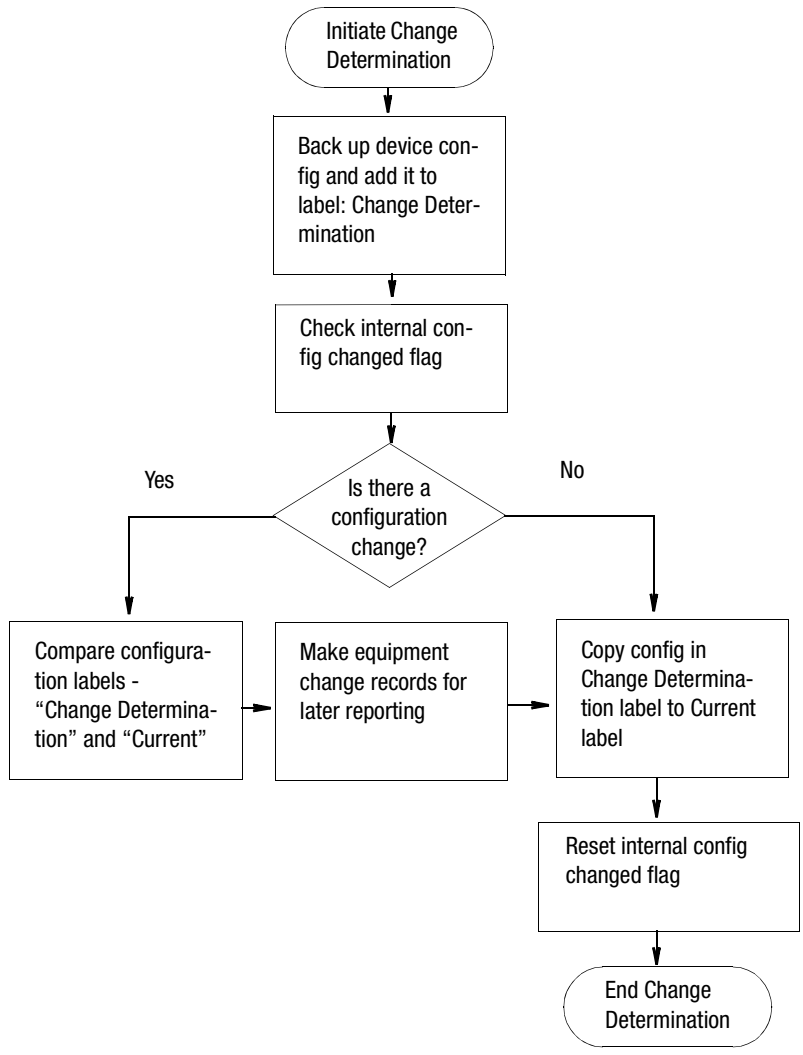 Initiate Change
Determination
Back up device con-
fig and add it to
label: Change Deter-
mination
Check internal con-
fig changed flag
Yes
No
Is there a
configuration
change?
Compare configura-
tion labels -
“Change Determina-
tion” and “Current”
Make equipment
change records for
later reporting
Copy config in
Change Determina-
tion label to Current
label
Reset internal config
changed flag
End Change
Determination